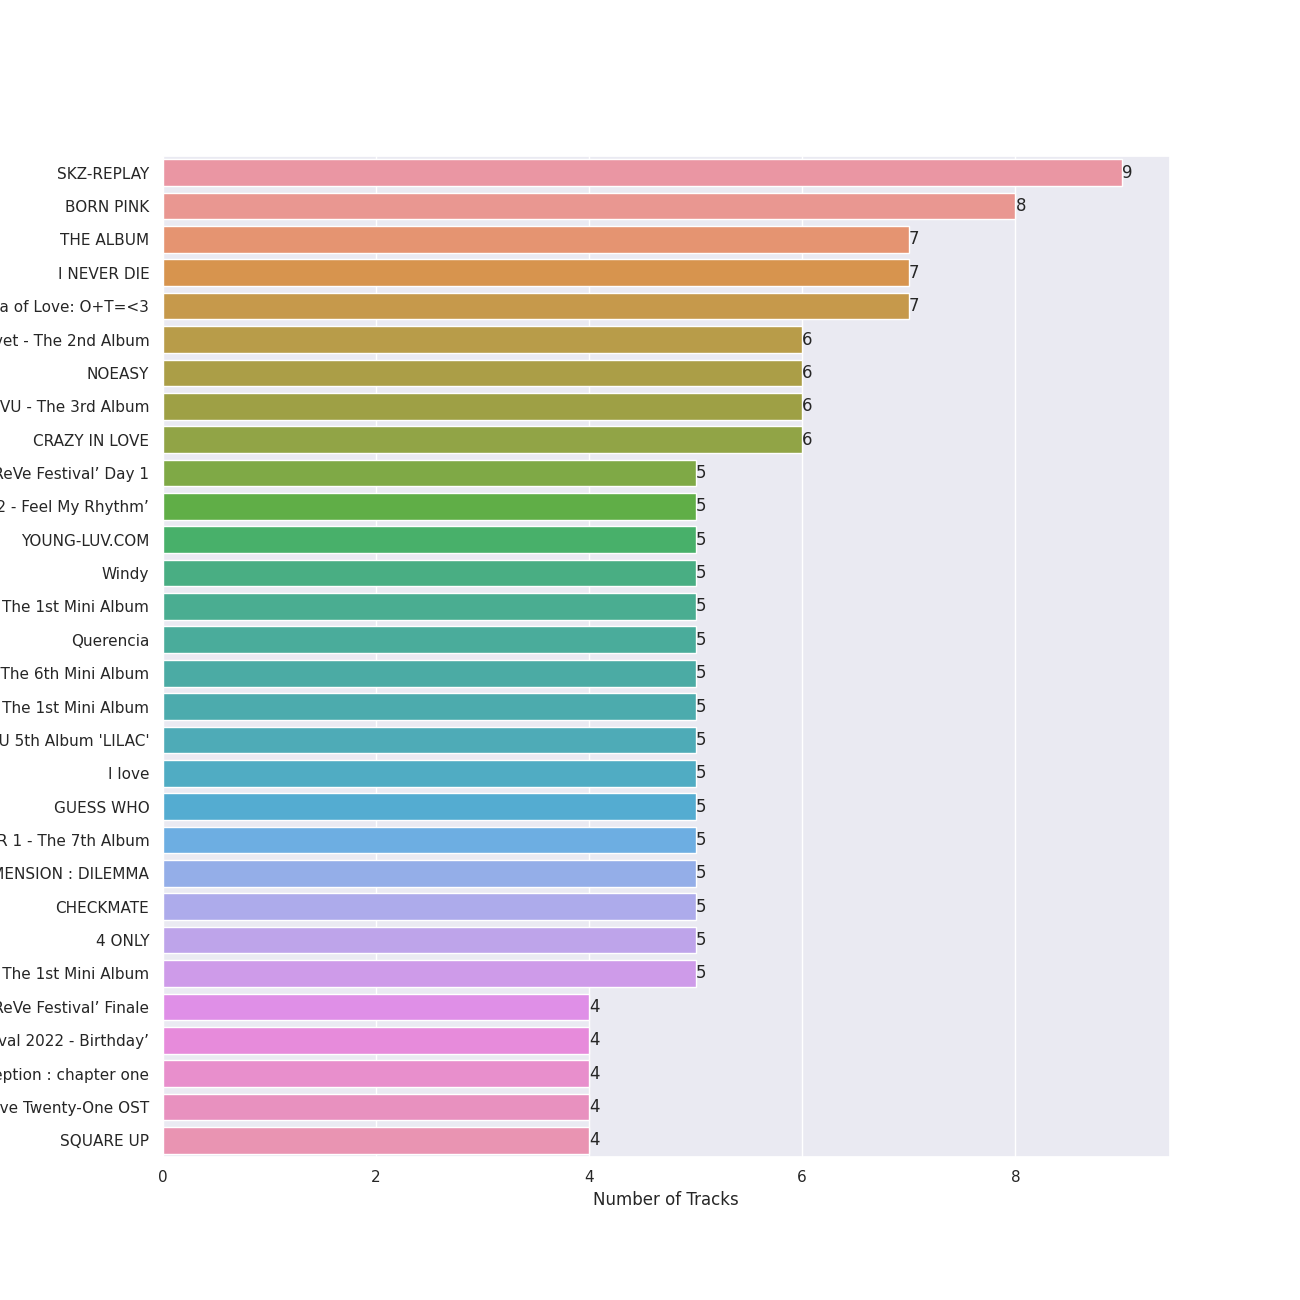 SKZ-REPLAY 9
BORN PINK 8
THE ALBUM 7
I NEVER DIE 7
a of Love: O+T=<3 7
vet - The 2nd Album 6
NOEASY 6
VU - The 3rd Album 6
CRAZY IN LOVE 6
ReVe Festival’ Day 1 5
2 - Feel My Rhythm’ 5
YOUNG-LUV.COM 5
Windy 5
The 1st Mini Album 5
Querencia 5
The 6th Mini Album 5
The 1st Mini Album 5
U 5th Album 'LILAC' 5
I love 5
GUESS WHO 5
R 1 - The 7th Album 5
MENSION : DILEMMA 5
CHECKMATE 5
4 ONLY 5
The 1st Mini Album 5
ReVe Festival’ Finale 4
val 2022 - Birthday’ 4
eption : chapter one 4
ve Twenty-One OST 4
SQUARE UP 4
0 2 4 6 8
Number of Tracks